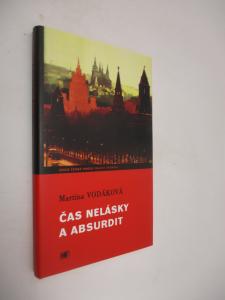 Martina VODÁKOVÁ
ČAS NELÁSKY
A ABSURDIT